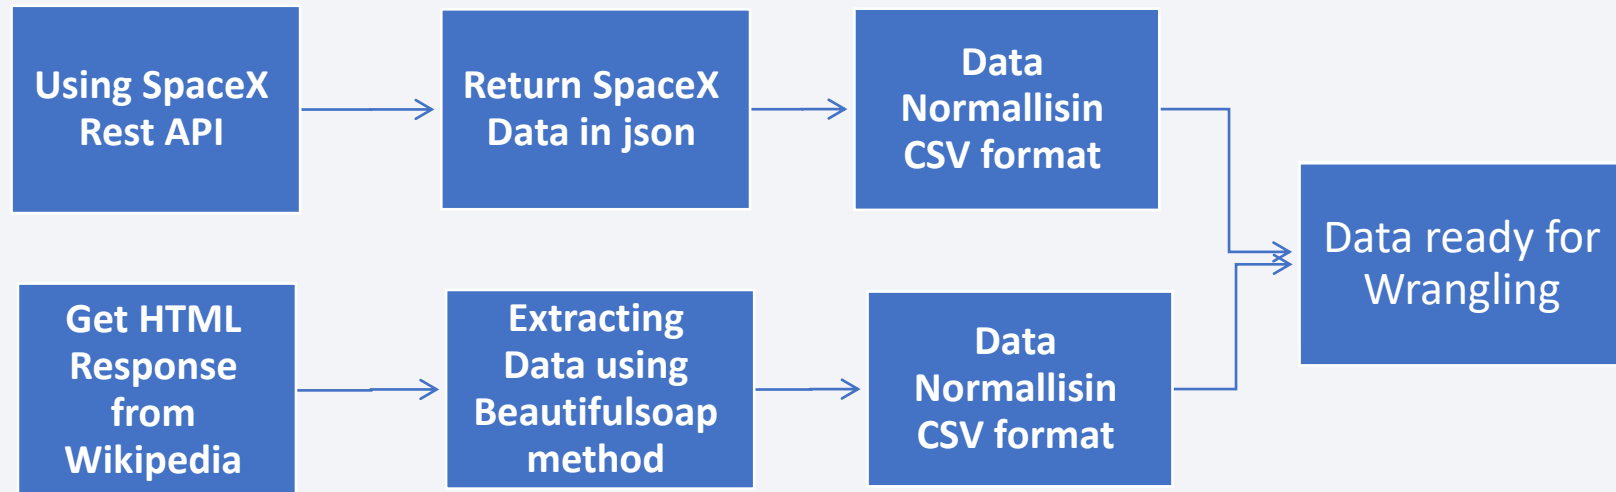 Using SpaceX
Rest API
Return SpaceX
Data in json
Data
Normallisin
CSV format
Data ready for
Wrangling
Get HTML
Response
from
Wikipedia
Extracting
Data using
Beautifulsoap
method
Data
Normallisin
CSV format